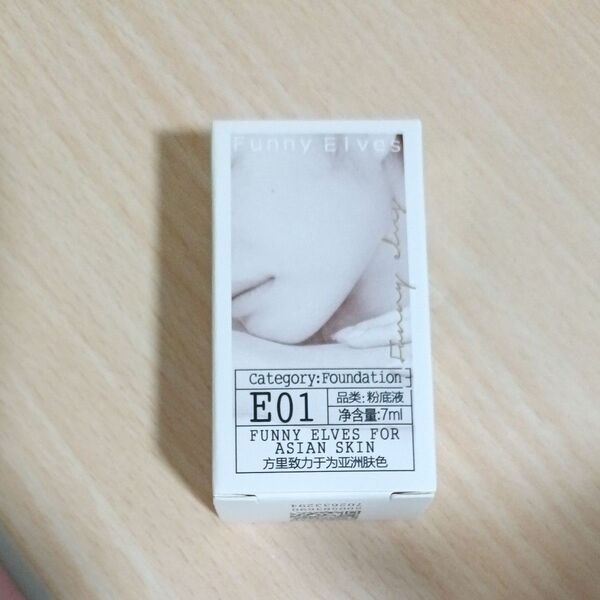 Funny Elves
Funny elves
Category:Foundation
E01
品类:粉底液
净含量:7ml
FUNNY ELVES FOR
ASIAN SKIN
方里致力于为亚洲肤色